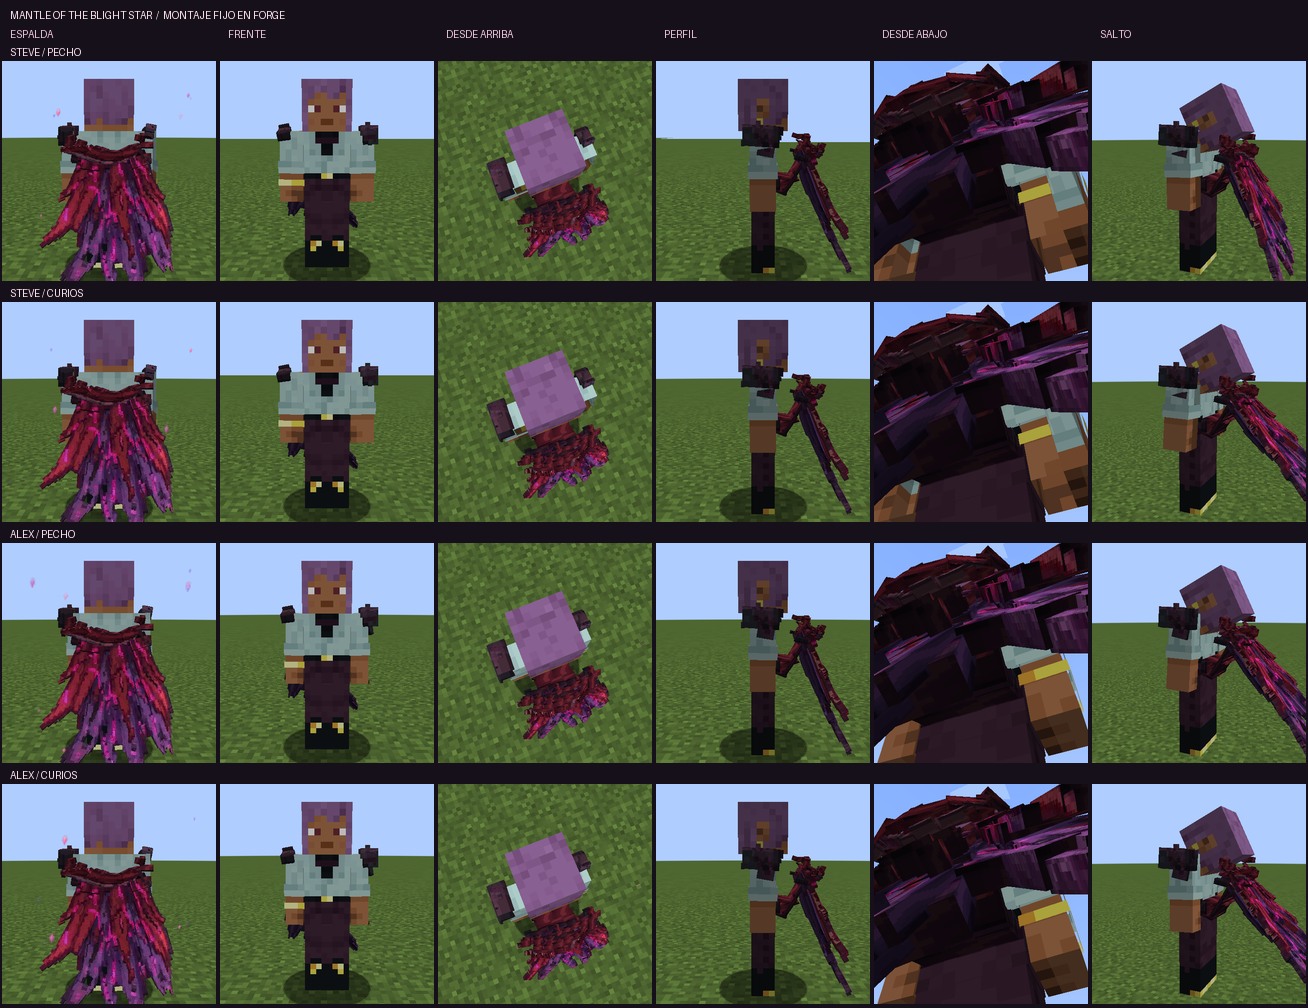 MANTLE OF THE BLIGHT STAR / MONTAJE FIJO EN FORGE
ESPALDA FRENTE DESDE ARRIBA PERFIL DESDE ABAJO SALTO
STEVE / PECHO
STEVE / CURIOS
ALEX / PECHO
ALEX / CURIOS